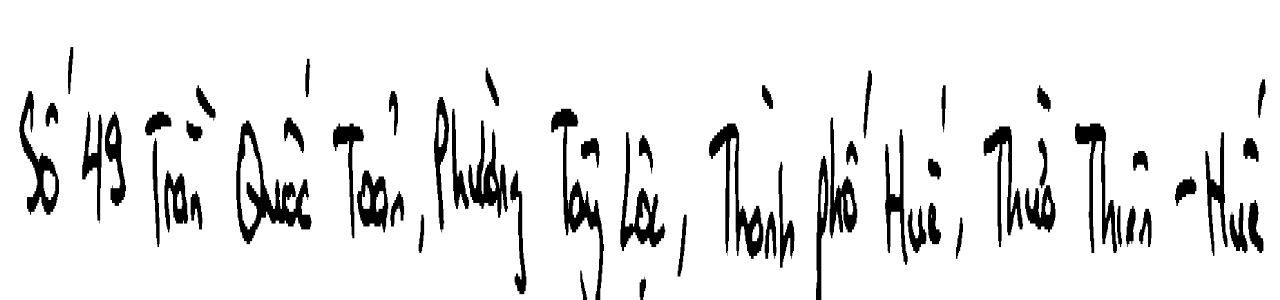 Số 49 Trần Quốc Toản, Phường Tây Lộc, Thành phố Huế, Thừa Thiên - Huế